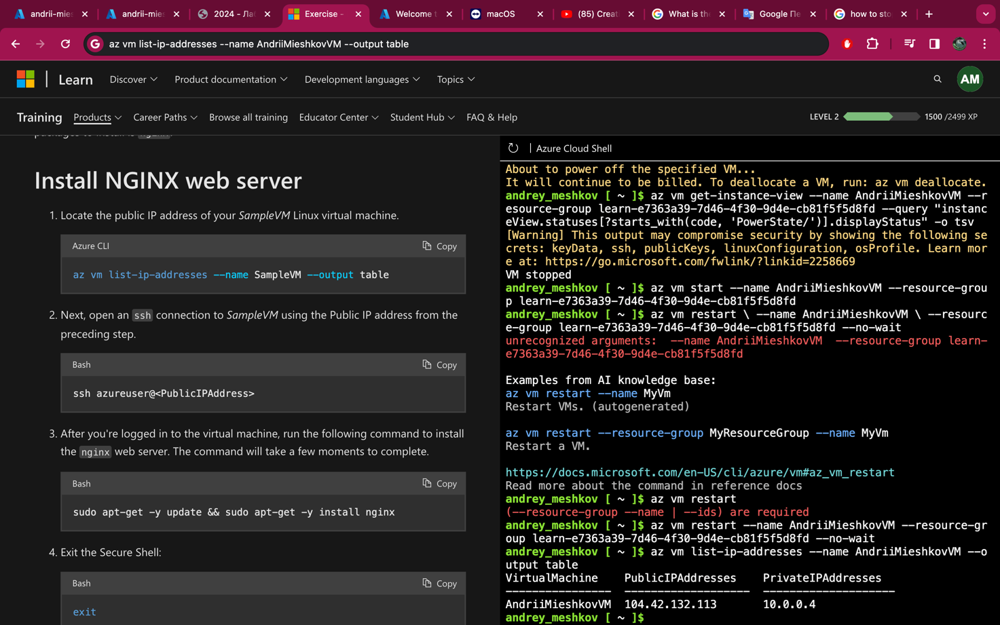 andrii-mies
andrii-mies
2024 - Ла
Exercise -
Welcome t
macOS
(85) Creat
What is the
Google Пе
how to sto
az vm list-ip-addresses --name AndriiMieshkovVM --output table
Learn
Discover
Product documentation
Development languages
Topics
AM
Training
Products
Career Paths
Browse all training
Educator Center
Student Hub
FAQ & Help
LEVEL 2
1500 /2499 XP
packages to install is nginx.
Install NGINX web server
1. Locate the public IP address of your SampleVM Linux virtual machine.
Azure CLI
Copy
az vm list-ip-addresses --name SampleVM --output table
2. Next, open an ssh connection to SampleVM using the Public IP address from the
preceding step.
Bash
Copy
ssh azureuser@<PublicIPAddress>
3. After you're logged in to the virtual machine, run the following command to install
the nginx web server. The command will take a few moments to complete.
Bash
Copy
sudo apt-get -y update && sudo apt-get -y install nginx
4. Exit the Secure Shell:
Bash
Copy
exit
Azure Cloud Shell
About to power off the specified VM...
It will continue to be billed. To deallocate a VM, run: az vm deallocate.
andrey_meshkov [ ~ ]$ az vm get-instance-view --name AndriiMieshkovVM --r
esource-group learn-e7363a39-7d46-4f30-9d4e-cb81f5f5d8fd --query "instanc
eView.statuses[?starts_with(code, 'PowerState/')].displayStatus" -o tsv
[Warning] This output may compromise security by showing the following se
crets: keyData, ssh, publicKeys, linuxConfiguration, osProfile. Learn mor
e at: https://go.microsoft.com/fwlink/?linkid=2258669
VM stopped
andrey_meshkov [ ~ ]$ az vm start --name AndriiMieshkovVM --resource-grou
p learn-e7363a39-7d46-4f30-9d4e-cb81f5f5d8fd
andrey_meshkov [ ~ ]$ az vm restart \ --name AndriiMieshkovVM \ --resourc
e-group learn-e7363a39-7d46-4f30-9d4e-cb81f5f5d8fd --no-wait
unrecognized arguments:  --name AndriiMieshkovVM  --resource-group learn-
e7363a39-7d46-4f30-9d4e-cb81f5f5d8fd
Examples from AI knowledge base:
az vm restart --name MyVm
Restart VMs. (autogenerated)
az vm restart --resource-group MyResourceGroup --name MyVm
Restart a VM.
https://docs.microsoft.com/en-US/cli/azure/vm#az_vm_restart
Read more about the command in reference docs
andrey_meshkov [ ~ ]$ az vm restart
(--resource-group --name | --ids) are required
andrey_meshkov [ ~ ]$ az vm restart --name AndriiMieshkovVM --resource-gr
oup learn-e7363a39-7d46-4f30-9d4e-cb81f5f5d8fd --no-wait
andrey_meshkov [ ~ ]$ az vm list-ip-addresses --name AndriiMieshkovVM --o
utput table
VirtualMachine    PublicIPAddresses    PrivateIPAddresses
----------------  -------------------  --------------------
AndriiMieshkovVM  104.42.132.113       10.0.0.4
andrey_meshkov [ ~ ]$